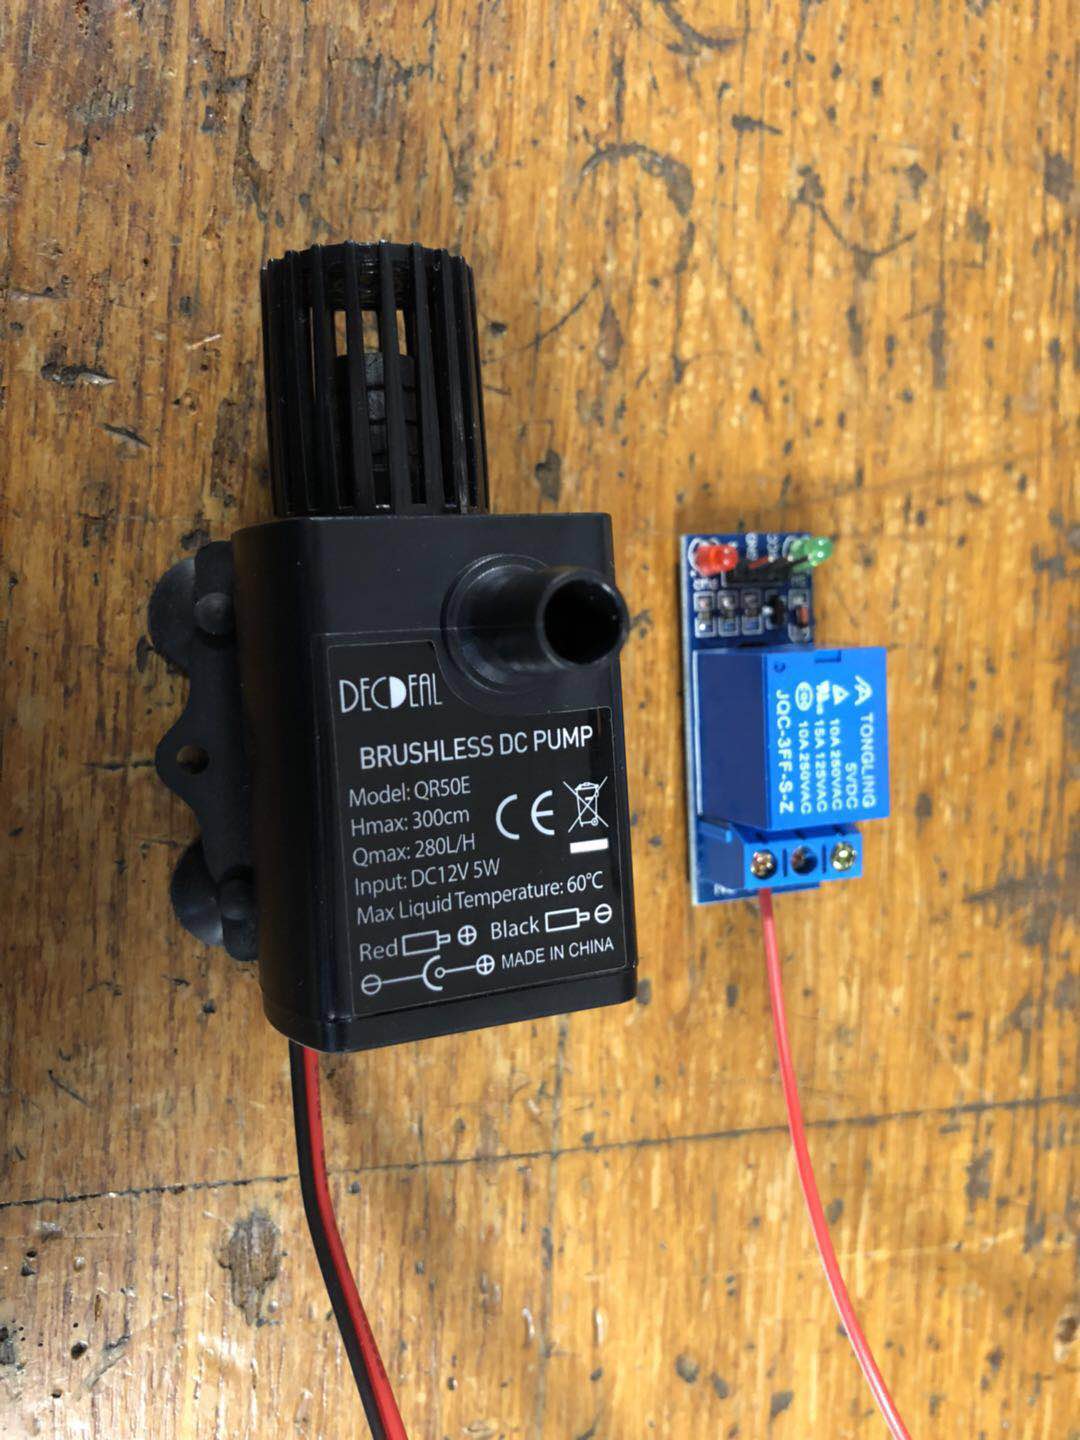 DECDEAL
BRUSHLESS DC PUMP
Model: QR50E
Hmax: 300cm
Qmax: 280L/H
Input: DC12V 5W
Max Liquid Temperature: 60℃
Red ⊕ Black ⊖
⊖ ⊕ MADE IN CHINA
CE
TONGLING
5VDC
10A 250VAC
15A 125VAC
10A 250VAC
JQC-3FF-S-Z